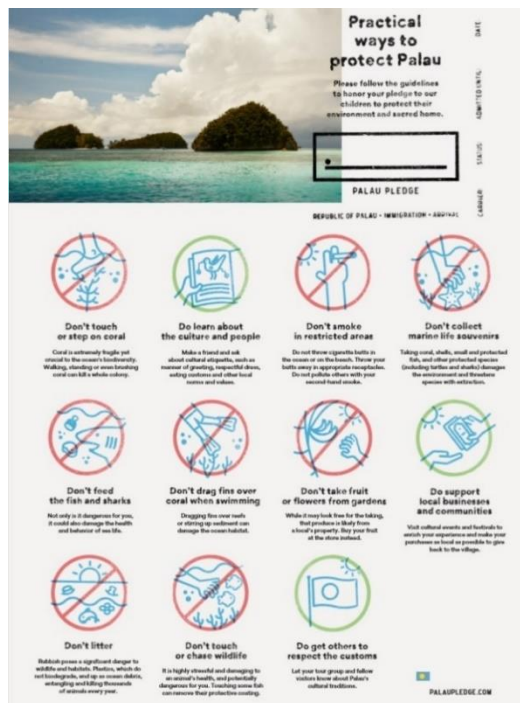 Practical
ways to
protect Palau
Please follow the guidelines
to honor your pledge to our
children to protect their
environment and sacred home.
PALAU PLEDGE
REPUBLIC OF PALAU • IMMIGRATION • ARRIVAL
DATE
ADMITTED UNTIL
STATUS
CARRIER
Don't touch
or step on coral
Coral is extremely fragile yet
crucial to the ocean's biodiversity.
Walking, standing or even brushing
coral can kill a whole colony.
Do learn about
the culture and people
Make a friend and ask
about cultural etiquette, such as
manner of greeting, respectful dress,
eating customs and other local
norms and values.
Don't smoke
in restricted areas
Do not throw cigarette butts in
the ocean or on the beach. Throw your
butts away in appropriate receptacles.
Do not pollute others with your
second-hand smoke.
Don't collect
marine life souvenirs
Taking coral, shells, small and protected
fish, and other protected species
(including turtles and sharks) damages
the environment and threatens
species with extinction.
Don't feed
the fish and sharks
Not only is it dangerous for you,
it could also damage the health
and behavior of sea life.
Don't drag fins over
coral when swimming
Dragging fins over reefs
or stirring up sediment can
damage the ocean habitat.
Don't take fruit
or flowers from gardens
While it may look free for the taking,
that produce is likely from
a local's property. Buy your fruit
at the store instead.
Do support
local businesses
and communities
Visit cultural events and festivals to
enrich your experience and make your
purchases as local as possible to give
back to the village.
Don't litter
Rubbish poses a significant danger to
wildlife and habitats. Plastics, which do
not biodegrade, end up as ocean debris,
entangling and killing thousands
of animals every year.
Don't touch
or chase wildlife
It is highly stressful and damaging to
an animal's health, and potentially
dangerous for you. Touching some fish
can remove their protective coating.
Do get others to
respect the customs
Let your tour group and fellow
visitors know about Palau's
cultural traditions.
PALAUPLEDGE.COM